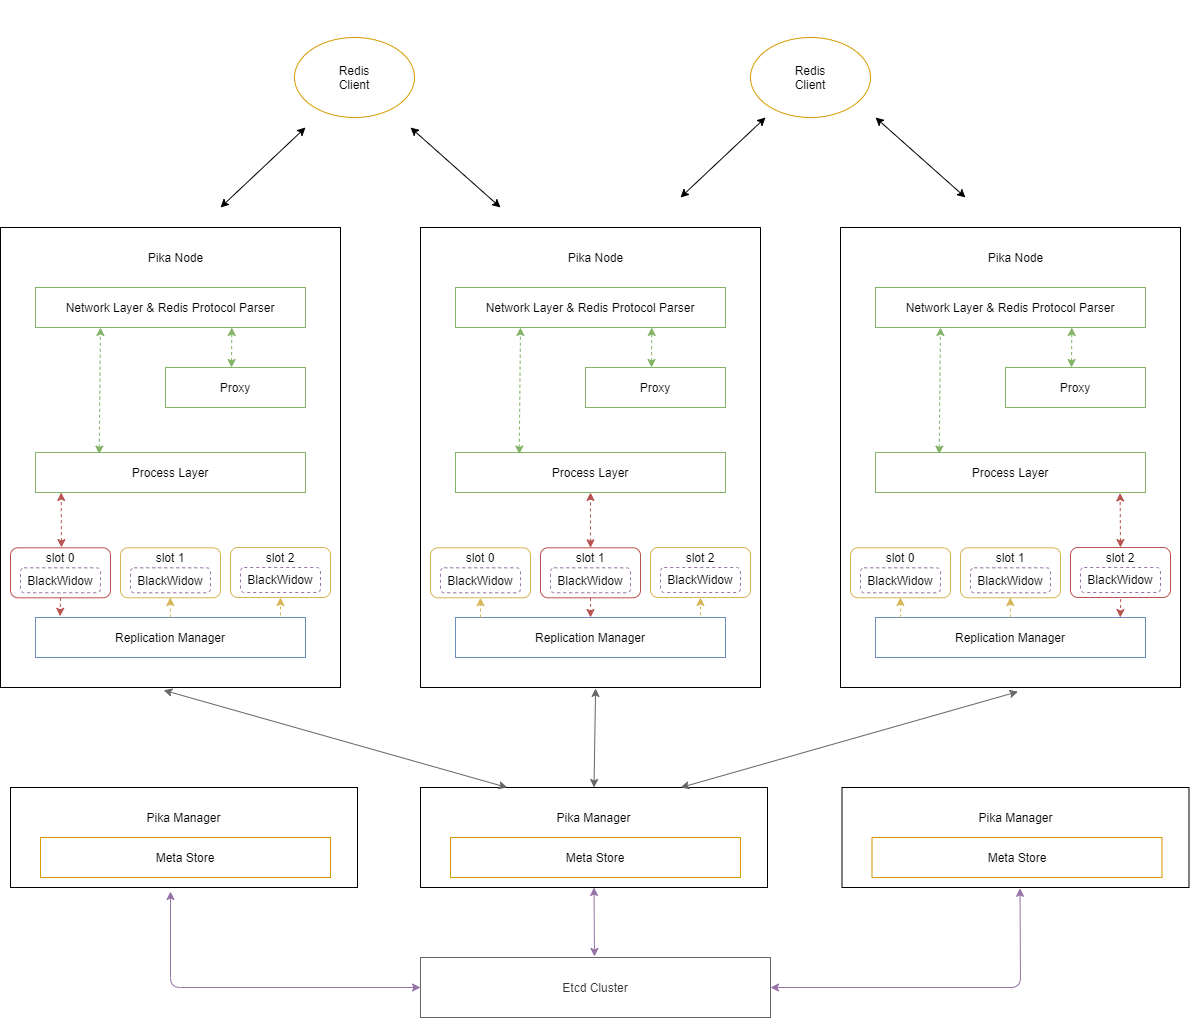 Redis
Client
Redis
Client
Pika Node
Network Layer & Redis Protocol Parser
Proxy
Process Layer
slot 0
BlackWidow
slot 1
BlackWidow
slot 2
BlackWidow
Replication Manager
Pika Node
Network Layer & Redis Protocol Parser
Proxy
Process Layer
slot 0
BlackWidow
slot 1
BlackWidow
slot 2
BlackWidow
Replication Manager
Pika Node
Network Layer & Redis Protocol Parser
Proxy
Process Layer
slot 0
BlackWidow
slot 1
BlackWidow
slot 2
BlackWidow
Replication Manager
Pika Manager
Meta Store
Pika Manager
Meta Store
Pika Manager
Meta Store
Etcd Cluster